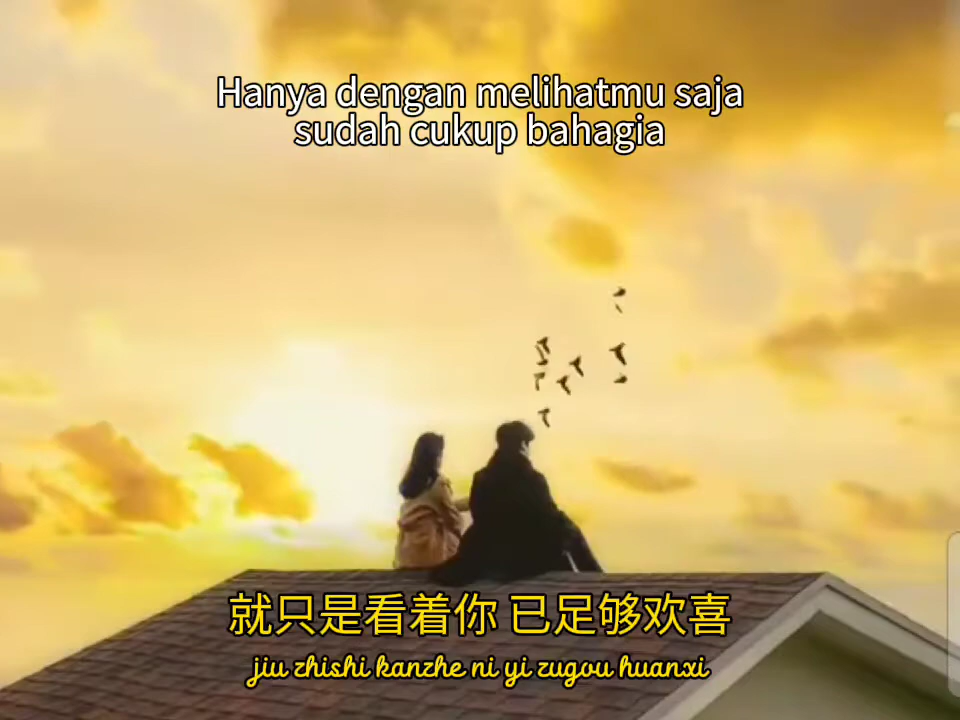 Hanya dengan melihatmu saja
sudah cukup bahagia
就只是看着你 已足够欢喜
jiu zhishi kanzhe ni yi zugou huanxi